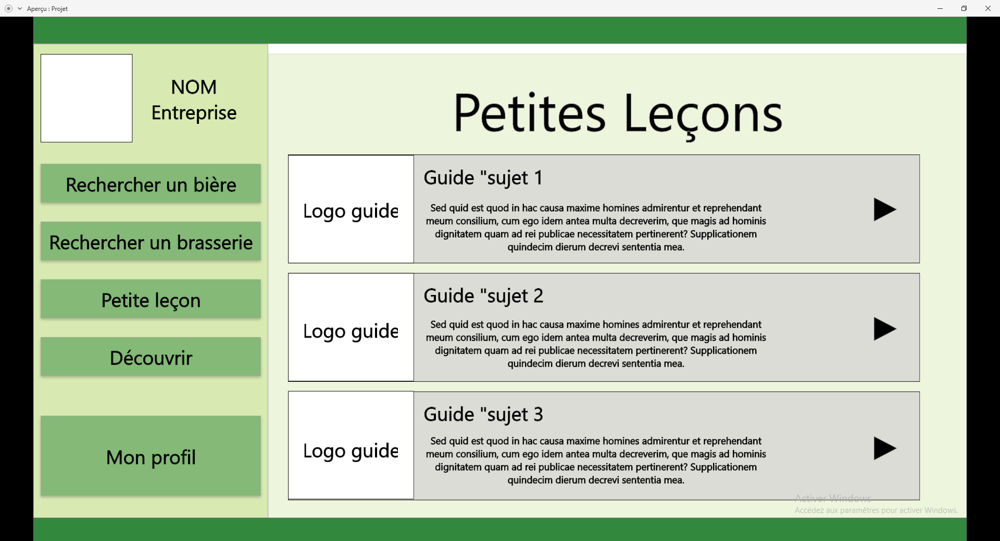 Aperçu : Projet
NOM
Entreprise
Rechercher un bière
Rechercher un brasserie
Petite leçon
Découvrir
Mon profil
Petites Leçons
Logo guide
Guide "sujet 1
Sed quid est quod in hac causa maxime homines admirentur et reprehendant
meum consilium, cum ego idem antea multa decreverim, que magis ad hominis
dignitatem quam ad rei publicae necessitatem pertinerent? Supplicationem
quindecim dierum decrevi sententia mea.
Logo guide
Guide "sujet 2
Sed quid est quod in hac causa maxime homines admirentur et reprehendant
meum consilium, cum ego idem antea multa decreverim, que magis ad hominis
dignitatem quam ad rei publicae necessitatem pertinerent? Supplicationem
quindecim dierum decrevi sententia mea.
Logo guide
Guide "sujet 3
Sed quid est quod in hac causa maxime homines admirentur et reprehendant
meum consilium, cum ego idem antea multa decreverim, que magis ad hominis
dignitatem quam ad rei publicae necessitatem pertinerent? Supplicationem
quindecim dierum decrevi sententia mea.
Activer Windows
Accédez aux paramètres pour activer Windows.